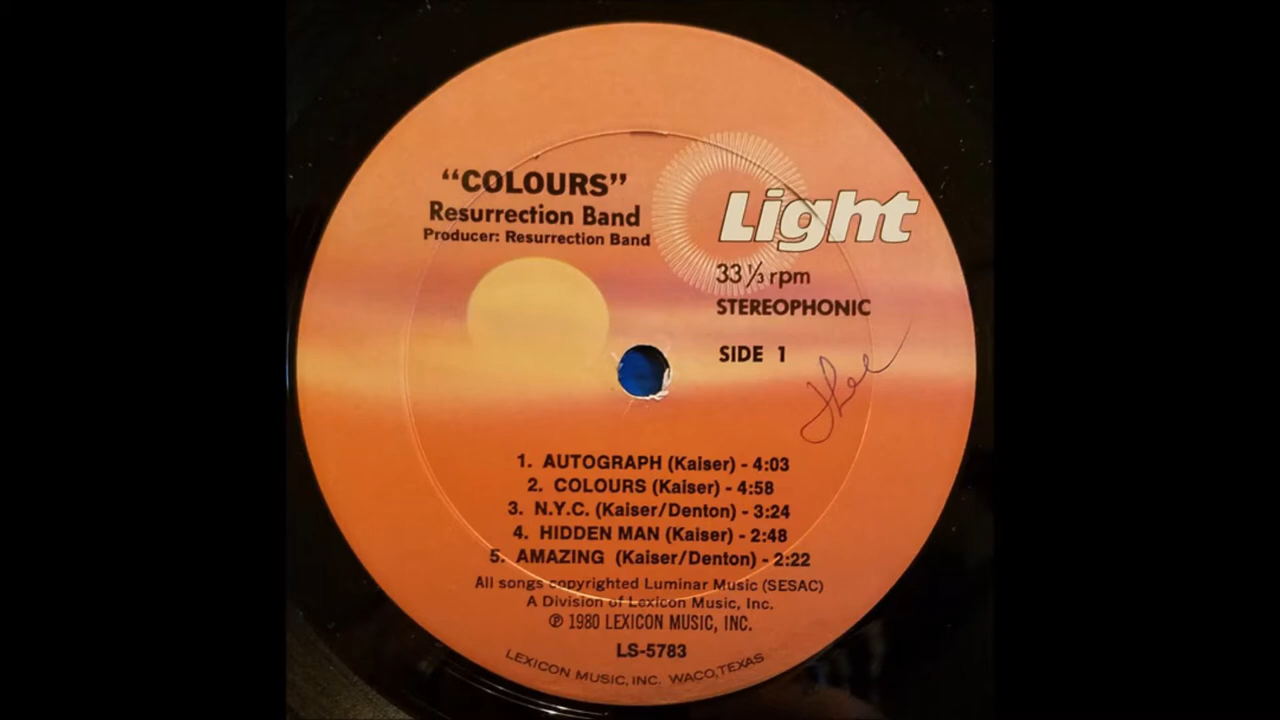 "COLOURS"
Resurrection Band
Producer: Resurrection Band
Light
33 1/3 rpm
STEREOPHONIC
SIDE 1
1. AUTOGRAPH (Kaiser) - 4:03
2. COLOURS (Kaiser) - 4:58
3. N.Y.C. (Kaiser/Denton) - 3:24
4. HIDDEN MAN (Kaiser) - 2:48
5. AMAZING (Kaiser/Denton) - 2:22
All songs copyrighted Luminar Music (SESAC)
A Division of Lexicon Music, Inc.
℗ 1980 LEXICON MUSIC, INC.
LS-5783
LEXICON MUSIC, INC. WACO, TEXAS